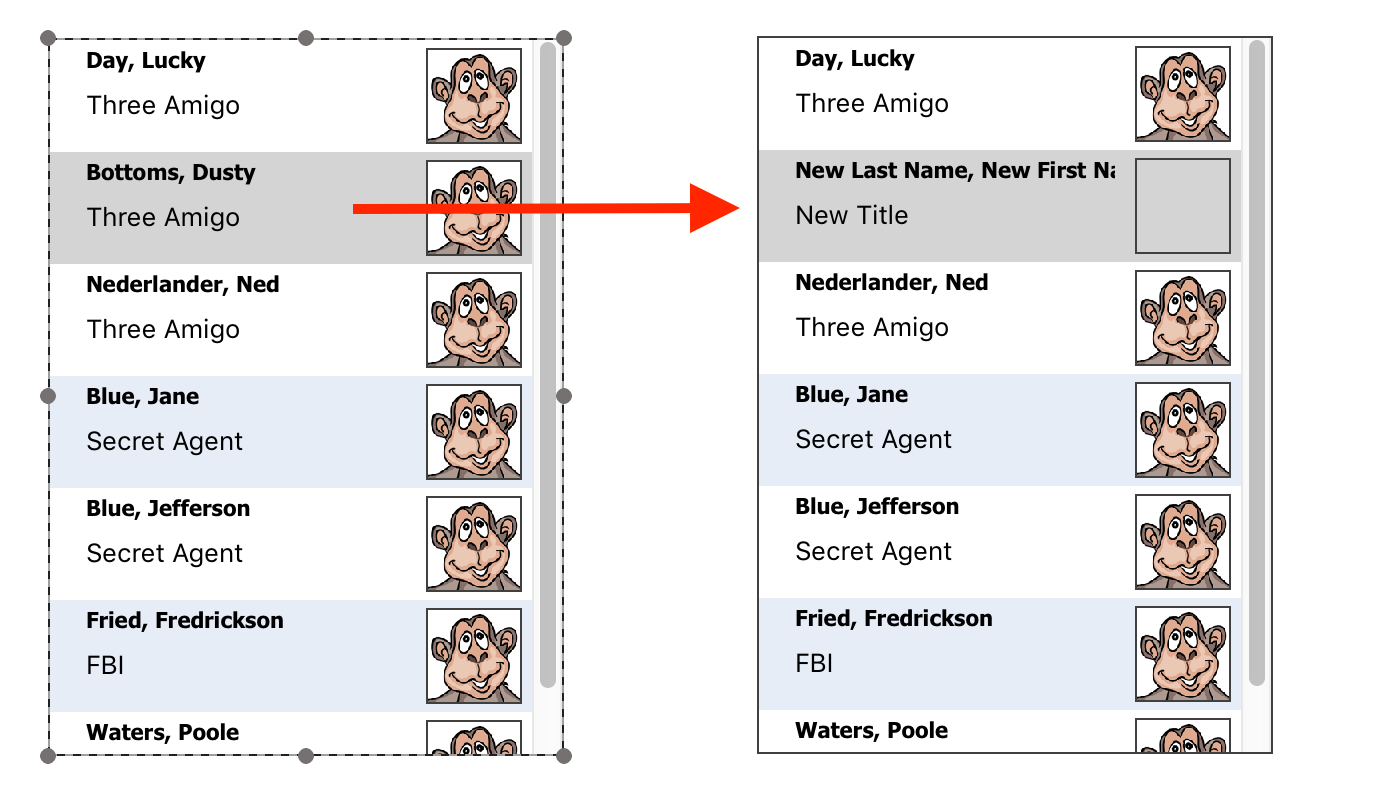 Day, Lucky
Three Amigo
Bottoms, Dusty
Three Amigo
Nederlander, Ned
Three Amigo
Blue, Jane
Secret Agent
Blue, Jefferson
Secret Agent
Fried, Fredrickson
FBI
Waters, Poole
Day, Lucky
Three Amigo
New Last Name, New First Na
New Title
Nederlander, Ned
Three Amigo
Blue, Jane
Secret Agent
Blue, Jefferson
Secret Agent
Fried, Fredrickson
FBI
Waters, Poole